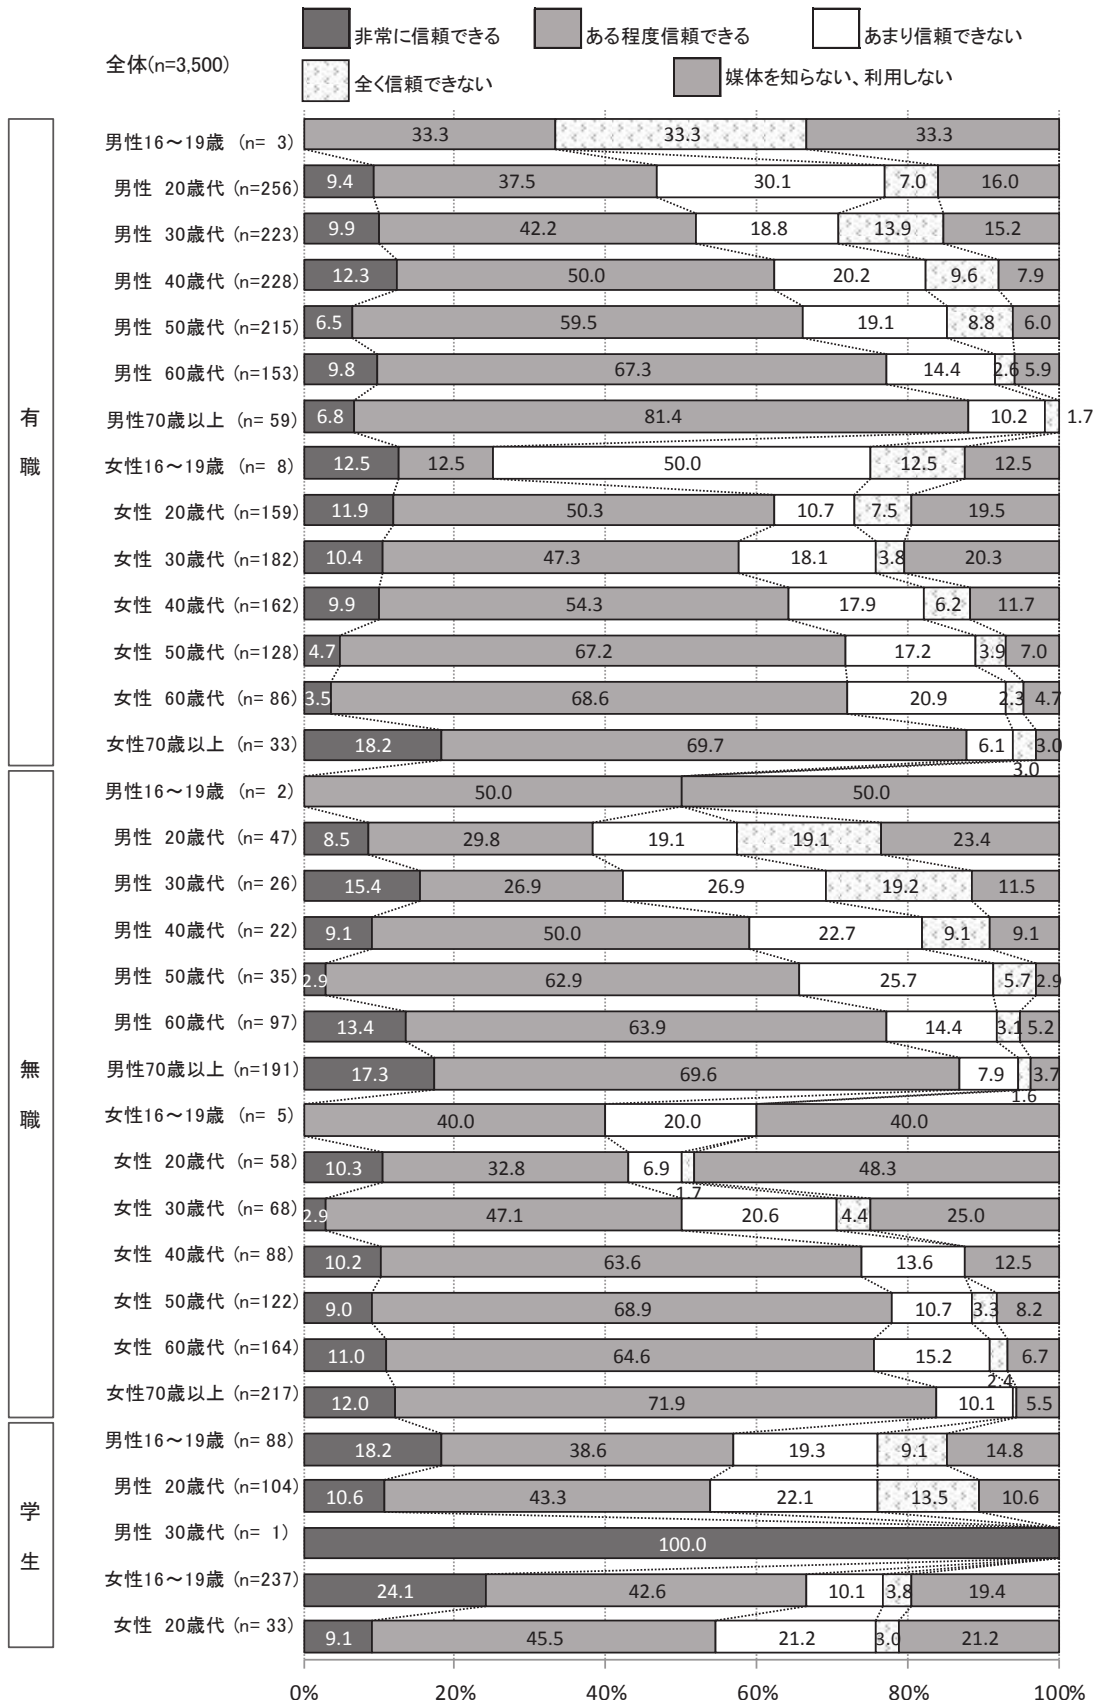 非常に信頼できる ある程度信頼できる あまり信頼できない
全体(n=3,500)
全く信頼できない 媒体を知らない、利用しない
有職
男性16～19歳 (n= 3) 33.3 33.3 33.3
男性 20歳代 (n=256) 9.4 37.5 30.1 7.0 16.0
男性 30歳代 (n=223) 9.9 42.2 18.8 13.9 15.2
男性 40歳代 (n=228) 12.3 50.0 20.2 9.6 7.9
男性 50歳代 (n=215) 6.5 59.5 19.1 8.8 6.0
男性 60歳代 (n=153) 9.8 67.3 14.4 2.6 5.9
男性70歳以上 (n= 59) 6.8 81.4 10.2 1.7
女性16～19歳 (n= 8) 12.5 12.5 50.0 12.5 12.5
女性 20歳代 (n=159) 11.9 50.3 10.7 7.5 19.5
女性 30歳代 (n=182) 10.4 47.3 18.1 3.8 20.3
女性 40歳代 (n=162) 9.9 54.3 17.9 6.2 11.7
女性 50歳代 (n=128) 4.7 67.2 17.2 3.9 7.0
女性 60歳代 (n= 86) 3.5 68.6 20.9 2.3 4.7
女性70歳以上 (n= 33) 18.2 69.7 6.1 3.0 3.0
無職
男性16～19歳 (n= 2) 50.0 50.0
男性 20歳代 (n= 47) 8.5 29.8 19.1 19.1 23.4
男性 30歳代 (n= 26) 15.4 26.9 26.9 19.2 11.5
男性 40歳代 (n= 22) 9.1 50.0 22.7 9.1 9.1
男性 50歳代 (n= 35) 2.9 62.9 25.7 5.7 2.9
男性 60歳代 (n= 97) 13.4 63.9 14.4 3.1 5.2
男性70歳以上 (n=191) 17.3 69.6 7.9 1.6 3.7
女性16～19歳 (n= 5) 40.0 20.0 40.0
女性 20歳代 (n= 58) 10.3 32.8 6.9 1.7 48.3
女性 30歳代 (n= 68) 2.9 47.1 20.6 4.4 25.0
女性 40歳代 (n= 88) 10.2 63.6 13.6 12.5
女性 50歳代 (n=122) 9.0 68.9 10.7 3.3 8.2
女性 60歳代 (n=164) 11.0 64.6 15.2 2.4 6.7
女性70歳以上 (n=217) 12.0 71.9 10.1 5.5
学生
男性16～19歳 (n= 88) 18.2 38.6 19.3 9.1 14.8
男性 20歳代 (n=104) 10.6 43.3 22.1 13.5 10.6
男性 30歳代 (n= 1) 100.0
女性16～19歳 (n=237) 24.1 42.6 10.1 3.8 19.4
女性 20歳代 (n= 33) 9.1 45.5 21.2 3.0 21.2
0% 20% 40% 60% 80% 100%